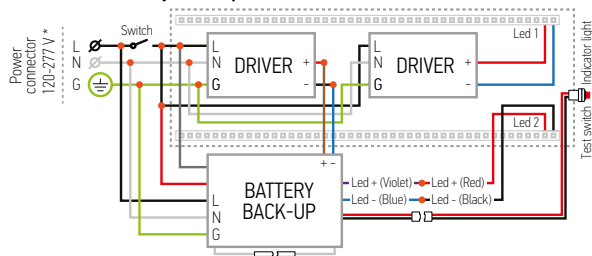 Power
connector
120-277 V *
L
N
G
Switch
L
N
G
DRIVER
+
-
L
N
G
DRIVER
+
-
Led 1
Led 2
Indicator light
Test switch
+ -
BATTERY
BACK-UP
L
N
G
Led + (Violet)
Led + (Red)
Led - (Blue)
Led - (Black)